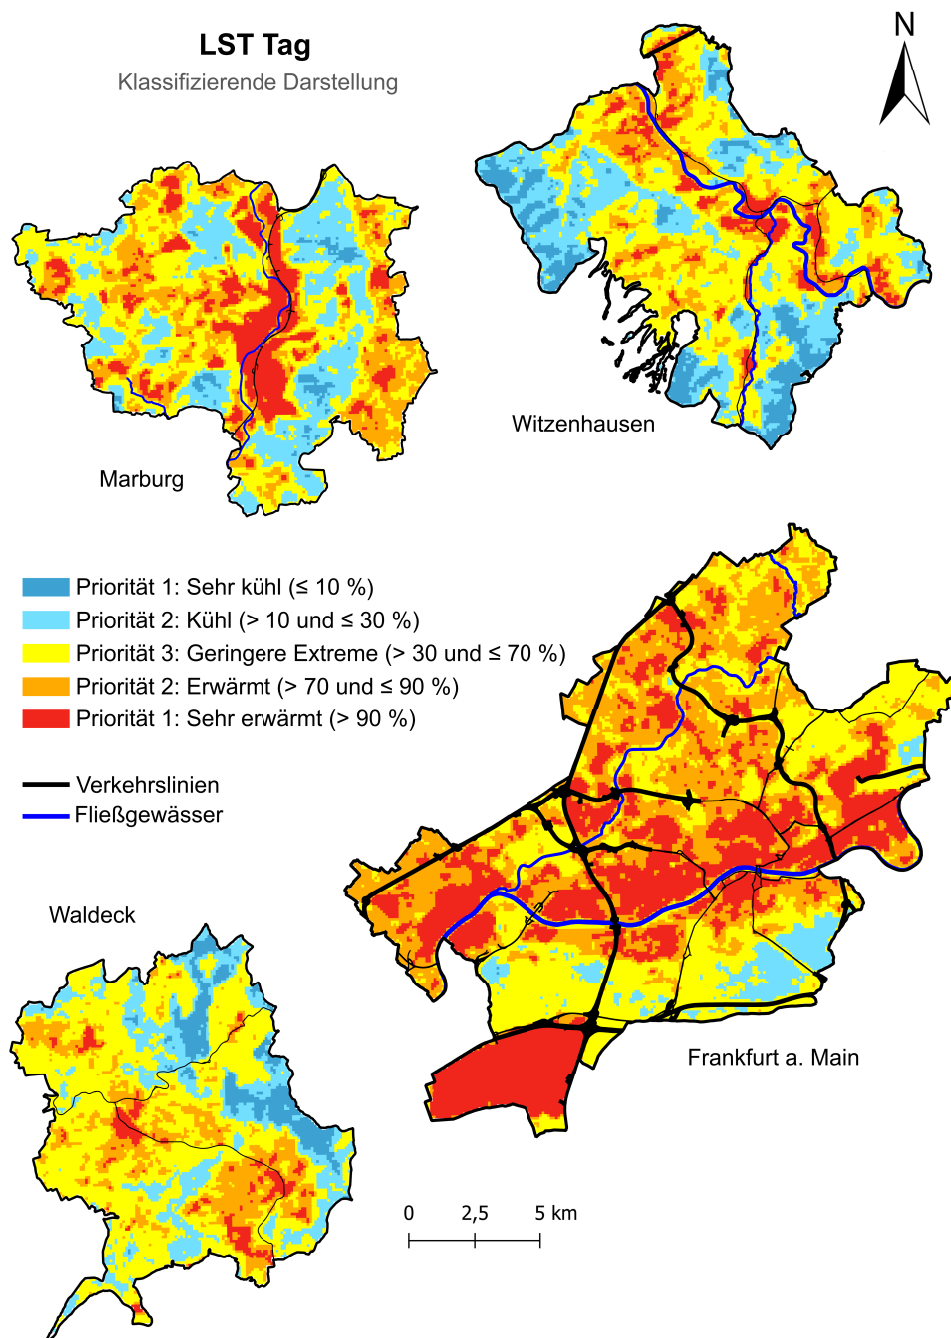 LST Tag
Klassifizierende Darstellung
N
Marburg
Witzenhausen
Priorität 1: Sehr kühl (≤ 10 %)
Priorität 2: Kühl (> 10 und ≤ 30 %)
Priorität 3: Geringere Extreme (> 30 und ≤ 70 %)
Priorität 2: Erwärmt (> 70 und ≤ 90 %)
Priorität 1: Sehr erwärmt (> 90 %)
Verkehrslinien
Fließgewässer
Waldeck
Frankfurt a. Main
0 2,5 5 km